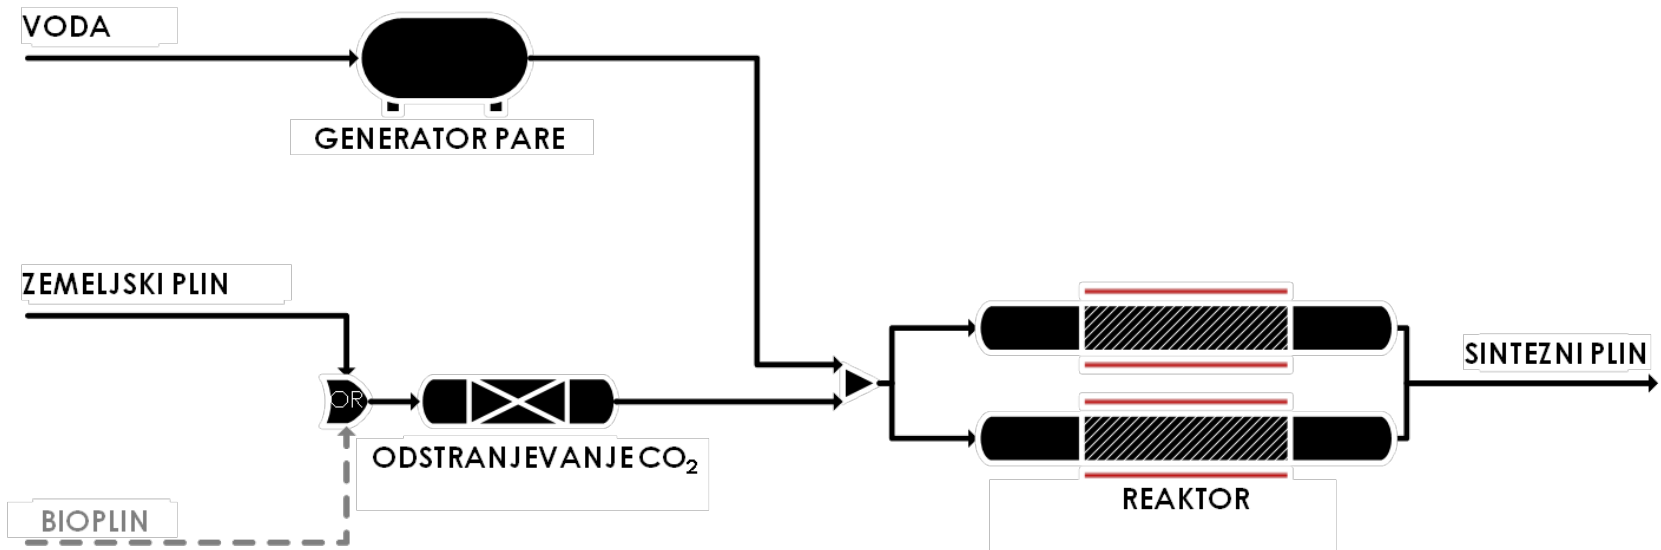 VODA
GENERATOR PARE
ZEMELJSKI PLIN
SINTEZNI PLIN
OR
ODSTRANJEVANJE CO₂
REAKTOR
BIOPLIN